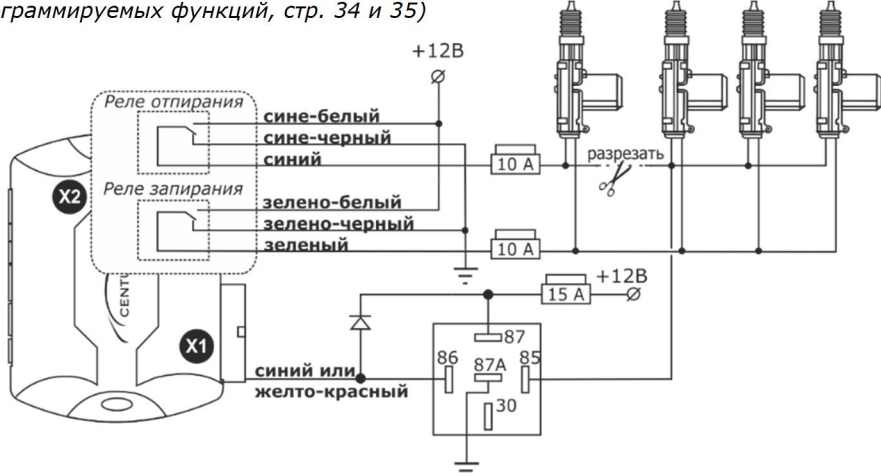 граммируемых функций, стр. 34 и 35)
+12В
Реле отпирания
сине-белый
сине-черный
синий
10 А
разрезать
Реле запирания
X2
зелено-белый
зелено-черный
зеленый
10 А
+12В
15 А
CENTU
X1
87
86
87А
85
30
синий или
желто-красный